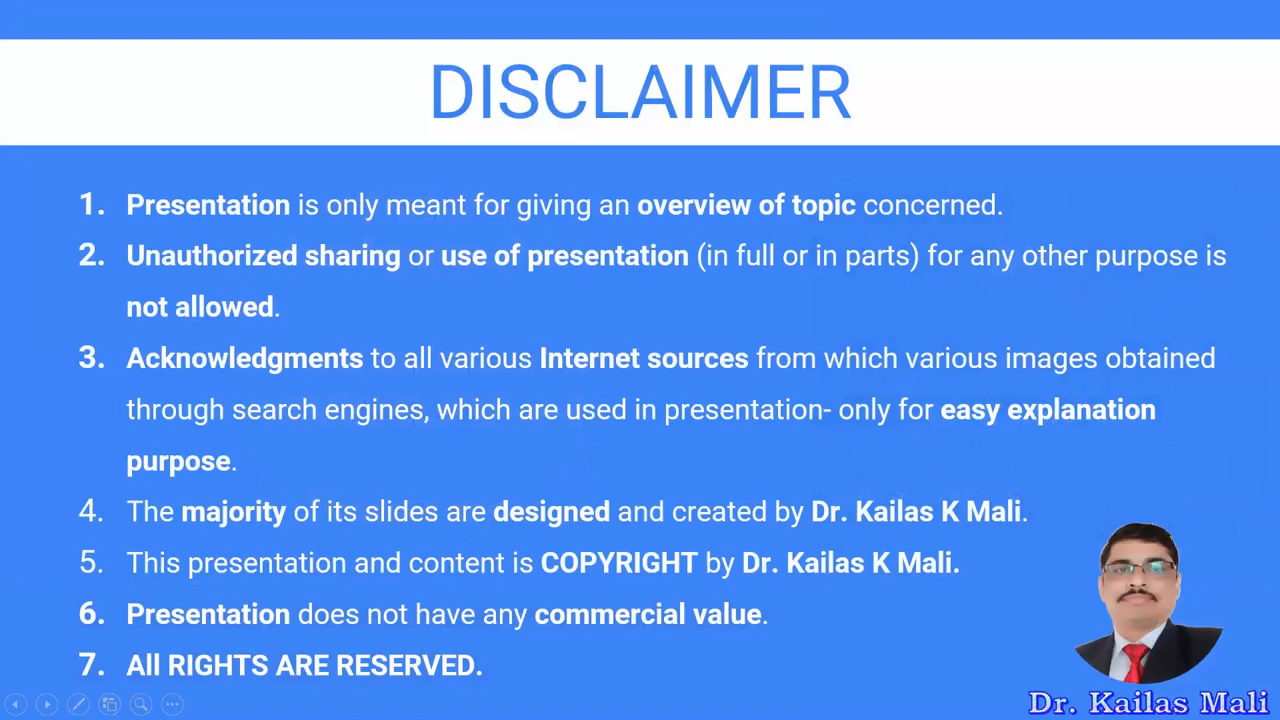 DISCLAIMER
1. Presentation is only meant for giving an overview of topic concerned.
2. Unauthorized sharing or use of presentation (in full or in parts) for any other purpose is
not allowed.
3. Acknowledgments to all various Internet sources from which various images obtained
through search engines, which are used in presentation- only for easy explanation
purpose.
4. The majority of its slides are designed and created by Dr. Kailas K Mali.
5. This presentation and content is COPYRIGHT by Dr. Kailas K Mali.
6. Presentation does not have any commercial value.
7. All RIGHTS ARE RESERVED.
Dr. Kailas Mali